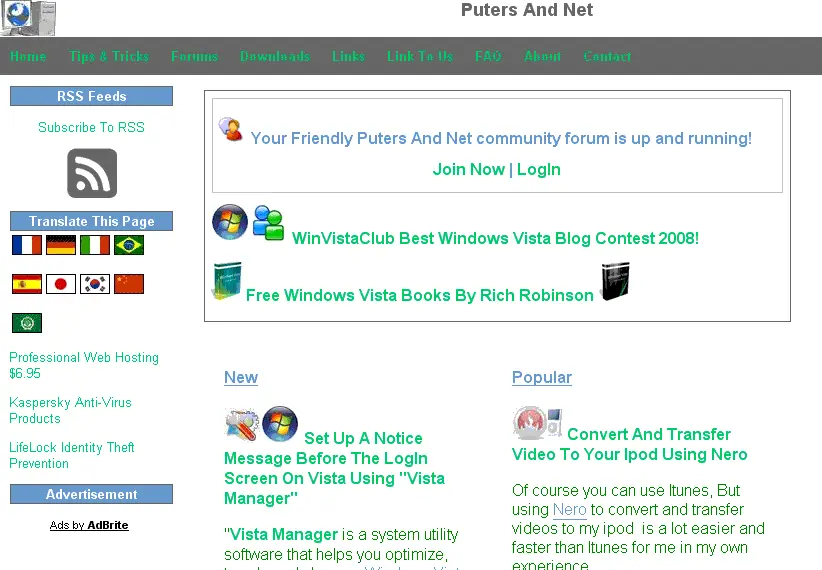 Puters And Net
Home Tips & Tricks Forums Downloads Links Link To Us FAQ About Contact
RSS Feeds
Subscribe To RSS
Translate This Page
Professional Web Hosting
$6.95
Kaspersky Anti-Virus
Products
LifeLock Identity Theft
Prevention
Advertisement
Ads by AdBrite
Your Friendly Puters And Net community forum is up and running!
Join Now | LogIn
WinVistaClub Best Windows Vista Blog Contest 2008!
Free Windows Vista Books By Rich Robinson
New
Set Up A Notice
Message Before The LogIn
Screen On Vista Using "Vista
Manager"
"Vista Manager is a system utility
software that helps you optimize,
Popular
Convert And Transfer
Video To Your Ipod Using Nero
Of course you can use Itunes, But
using Nero to convert and transfer
videos to my ipod is a lot easier and
faster than Itunes for me in my own
experience.